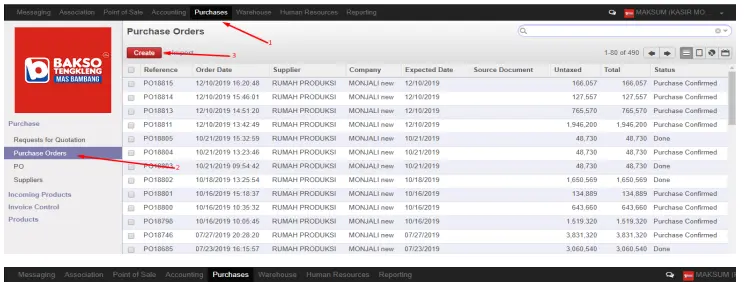 Messaging Association Point of Sale Accounting Purchases Warehouse Human Resources Reporting MAKSUM (KASIR MO
1
BAKSO
TENGKLENG
MAS BAMBANG
Purchase Orders
Create 3 1-80 of 490
Reference Order Date Supplier Company Expected Date Source Document Untaxed Total Status
PO18815 12/10/2019 16:20:48 RUMAH PRODUKSI MONJALI new 12/10/2019 166,057 166,057 Purchase Confirmed
PO18814 12/10/2019 15:46:01 RUMAH PRODUKSI MONJALI new 12/10/2019 127,557 127,557 Purchase Confirmed
PO18813 12/10/2019 14:51:20 RUMAH PRODUKSI MONJALI new 12/10/2019 765,570 765,570 Purchase Confirmed
PO18811 12/10/2019 13:42:49 RUMAH PRODUKSI MONJALI new 12/10/2019 1,946,200 1,946,200 Purchase Confirmed
PO18805 10/21/2019 15:32:59 RUMAH PRODUKSI MONJALI new 10/21/2019 48,730 48,730 Done
PO18804 10/21/2019 13:23:46 RUMAH PRODUKSI MONJALI new 10/21/2019 48,730 48,730 Purchase Confirmed
PO18803 10/21/2019 09:54:42 RUMAH PRODUKSI MONJALI new 10/21/2019 48,730 48,730 Done
PO18802 10/18/2019 13:25:54 RUMAH PRODUKSI MONJALI new 10/18/2019 1,650,569 1,650,569 Done
PO18801 10/16/2019 15:18:37 RUMAH PRODUKSI MONJALI new 10/16/2019 134,889 134,889 Purchase Confirmed
PO18800 10/16/2019 10:35:32 RUMAH PRODUKSI MONJALI new 10/16/2019 643,660 643,660 Purchase Confirmed
PO18798 10/16/2019 10:05:45 RUMAH PRODUKSI MONJALI new 10/16/2019 1,519,320 1,519,320 Purchase Confirmed
PO18746 07/27/2019 20:28:20 RUMAH PRODUKSI MONJALI new 07/27/2019 3,831,320 3,831,320 Purchase Confirmed
PO18685 07/23/2019 16:15:57 RUMAH PRODUKSI MONJALI new 07/23/2019 3,060,540 3,060,540 Done
Purchase
Requests for Quotation
Purchase Orders
PO 2
Suppliers
Incoming Products
Invoice Control
Products
Messaging Association Point of Sale Accounting Purchases Warehouse Human Resources Reporting MAKSUM (K